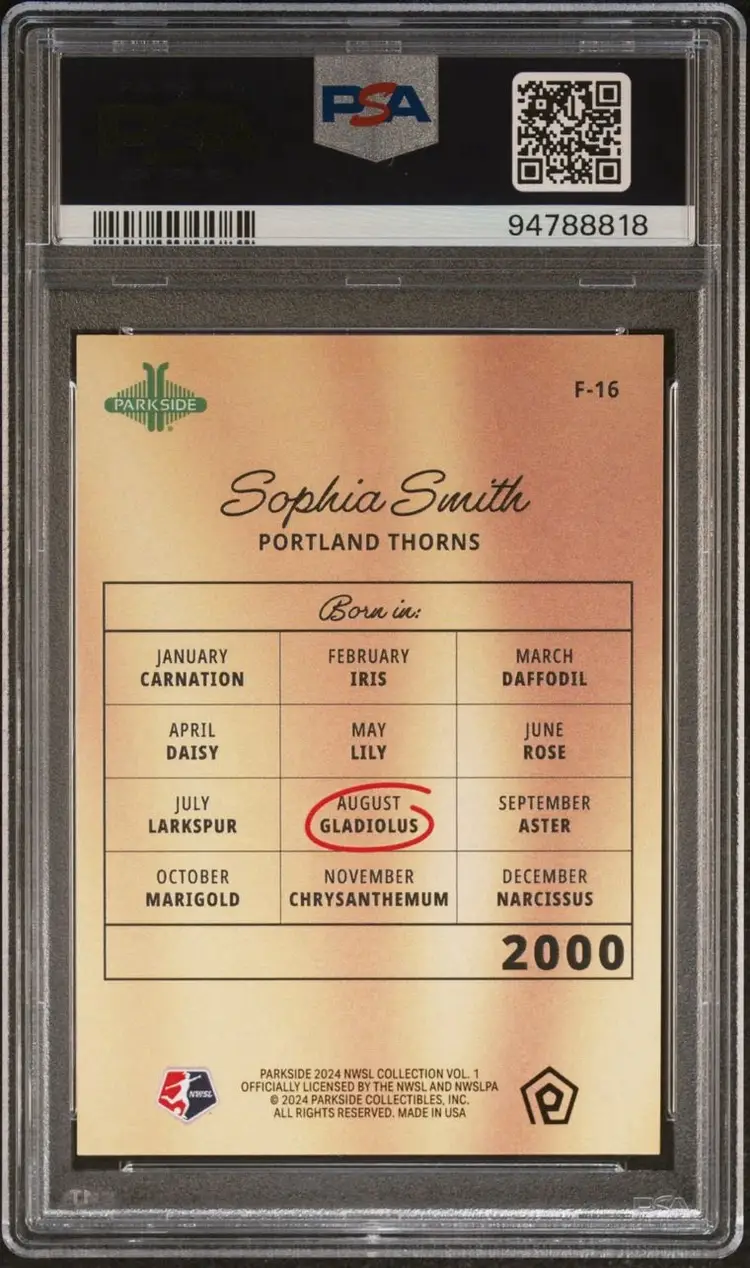 PSA
94788818
PARKSIDE
F-16
Sophia Smith
PORTLAND THORNS
Born in:
JANUARY
CARNATION
FEBRUARY
IRIS
MARCH
DAFFODIL
APRIL
DAISY
MAY
LILY
JUNE
ROSE
JULY
LARKSPUR
AUGUST
GLADIOLUS
SEPTEMBER
ASTER
OCTOBER
MARIGOLD
NOVEMBER
CHRYSANTHEMUM
DECEMBER
NARCISSUS
2000
NWSL
PARKSIDE 2024 NWSL COLLECTION VOL. 1
OFFICIALLY LICENSED BY THE NWSL AND NWSLPA
© 2024 PARKSIDE COLLECTIBLES, INC.
ALL RIGHTS RESERVED. MADE IN USA
PSA